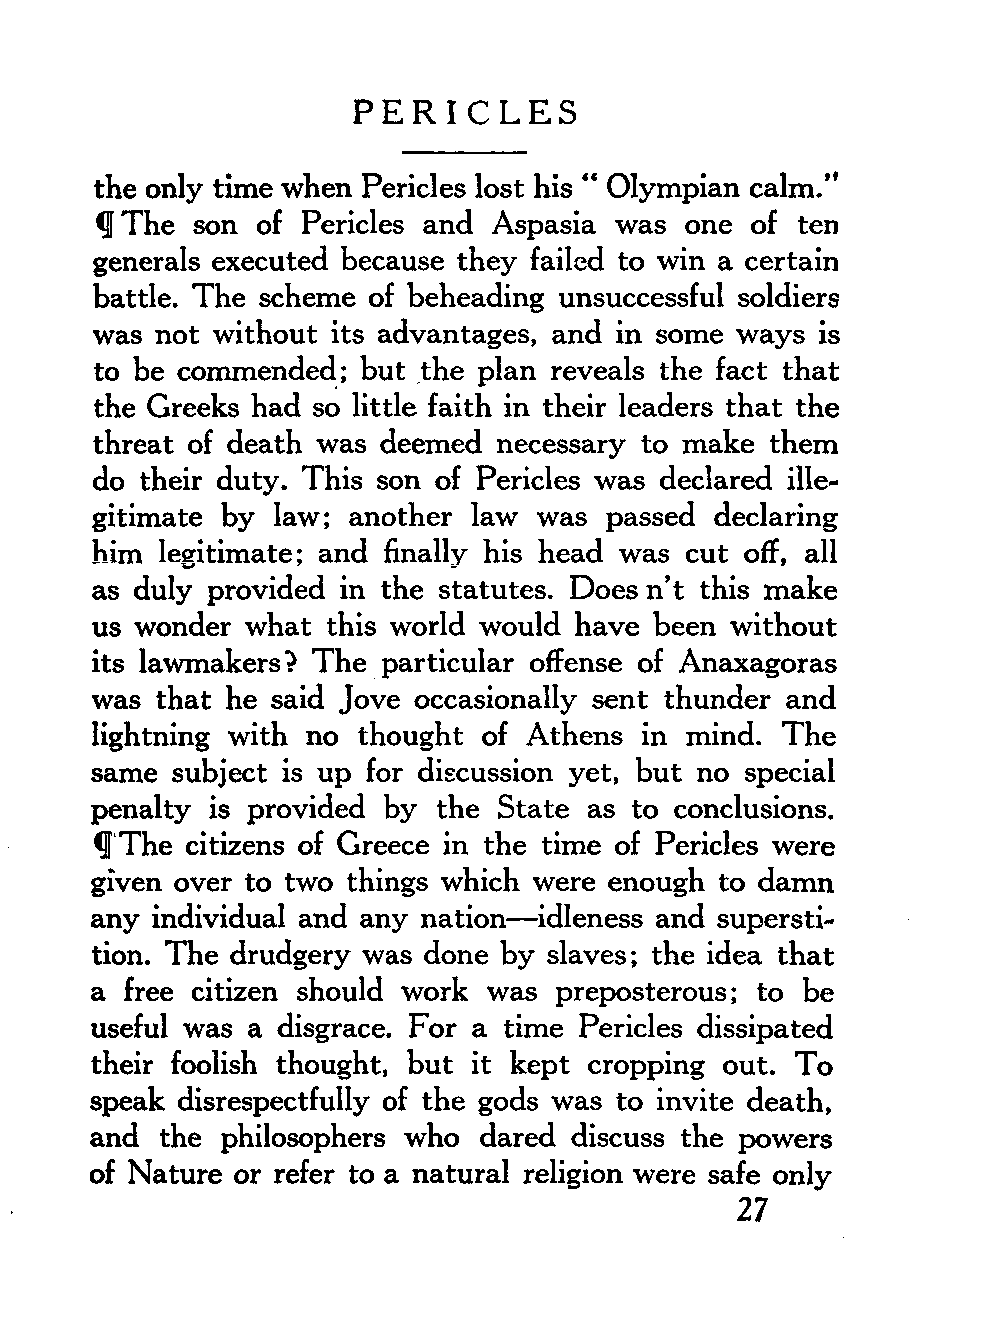 PERICLES
the only time when Pericles lost his “ Olympian calm.”
¶ The son of Pericles and Aspasia was one of ten
generals executed because they failed to win a certain
battle. The scheme of beheading unsuccessful soldiers
was not without its advantages, and in some ways is
to be commended; but the plan reveals the fact that
the Greeks had so little faith in their leaders that the
threat of death was deemed necessary to make them
do their duty. This son of Pericles was declared ille-
gitimate by law; another law was passed declaring
him legitimate; and finally his head was cut off, all
as duly provided in the statutes. Does n’t this make
us wonder what this world would have been without
its lawmakers? The particular offense of Anaxagoras
was that he said Jove occasionally sent thunder and
lightning with no thought of Athens in mind. The
same subject is up for discussion yet, but no special
penalty is provided by the State as to conclusions.
¶ The citizens of Greece in the time of Pericles were
given over to two things which were enough to damn
any individual and any nation—idleness and supersti-
tion. The drudgery was done by slaves; the idea that
a free citizen should work was preposterous; to be
useful was a disgrace. For a time Pericles dissipated
their foolish thought, but it kept cropping out. To
speak disrespectfully of the gods was to invite death,
and the philosophers who dared discuss the powers
of Nature or refer to a natural religion were safe only
27